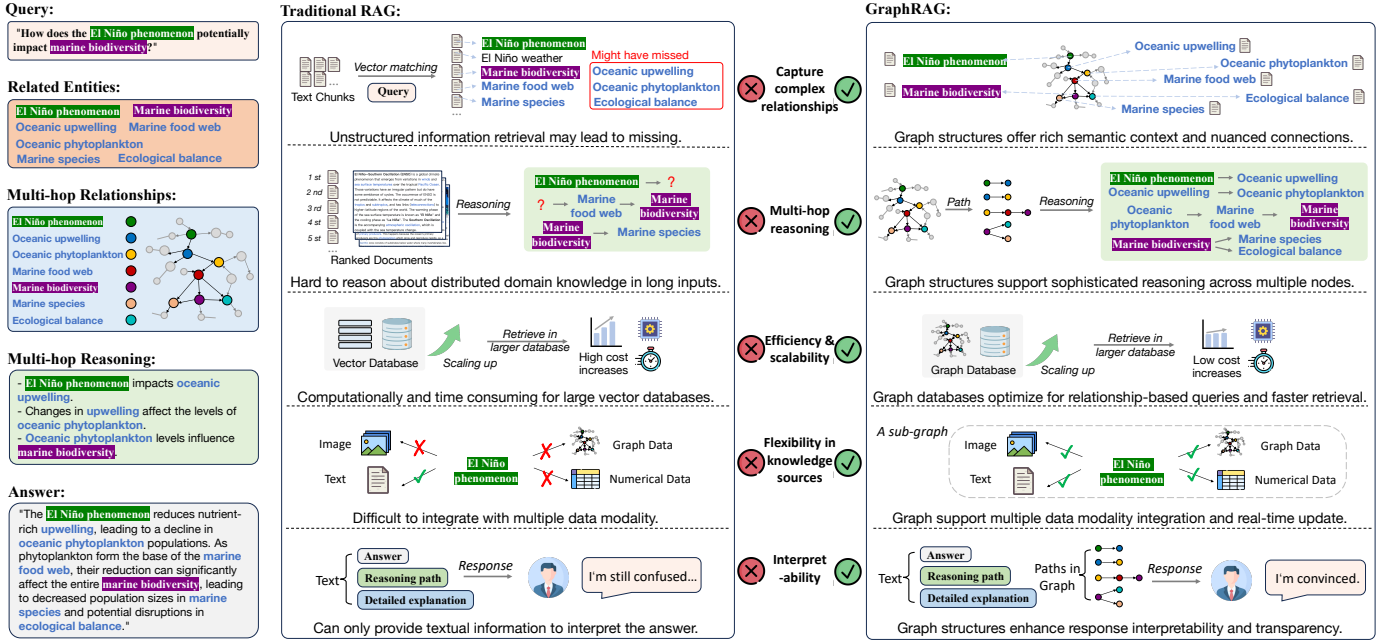 Query:
"How does the El Niño phenomenon potentially
impact marine biodiversity?"
Related Entities:
El Niño phenomenon Marine biodiversity
Oceanic upwelling Marine food web
Oceanic phytoplankton
Marine species Ecological balance
Multi-hop Relationships:
El Niño phenomenon
Oceanic upwelling
Oceanic phytoplankton
Marine food web
Marine biodiversity
Marine species
Ecological balance
Multi-hop Reasoning:
- El Niño phenomenon impacts oceanic
upwelling.
- Changes in upwelling affect the levels of
oceanic phytoplankton.
- Oceanic phytoplankton levels influence
marine biodiversity.
Answer:
"The El Niño phenomenon reduces nutrient-
rich upwelling, leading to a decline in
oceanic phytoplankton populations. As
phytoplankton form the base of the marine
food web, their reduction can significantly
affect the entire marine biodiversity, leading
to decreased population sizes in marine
species and potential disruptions in
ecological balance."
Traditional RAG:
Text Chunks
Vector matching
Query
El Niño phenomenon
El Niño weather
Marine biodiversity
Marine food web
Marine species
...
Might have missed
Oceanic upwelling
Oceanic phytoplankton
Ecological balance
Unstructured information retrieval may lead to missing.
1 st
2 nd
3 rd
4 st
5 st
...
Ranked Documents
Reasoning
El Niño phenomenon ?
? Marine food web Marine biodiversity
Marine biodiversity Marine species
Hard to reason about distributed domain knowledge in long inputs.
Vector Database
Scaling up
Retrieve in
larger database
High cost
increases
Computationally and time consuming for large vector databases.
Image
Text
El Niño
phenomenon
Graph Data
Numerical Data
Difficult to integrate with multiple data modality.
Text
Answer
Reasoning path
Detailed explanation
Response
I'm still confused...
Can only provide textual information to interpret the answer.
Capture
complex
relationships
Multi-hop
reasoning
Efficiency &
scalability
Flexibility in
knowledge
sources
Interpret
-ability
GraphRAG:
El Niño phenomenon
Marine biodiversity
Oceanic upwelling
Oceanic phytoplankton
Marine food web
Ecological balance
Marine species
Graph structures offer rich semantic context and nuanced connections.
Path
Reasoning
El Niño phenomenon Oceanic upwelling
Oceanic upwelling Oceanic phytoplankton
Oceanic phytoplankton Marine food web Marine biodiversity
Marine biodiversity Marine species
Ecological balance
Graph structures support sophisticated reasoning across multiple nodes.
Graph Database
Scaling up
Retrieve in
larger database
Low cost
increases
Graph databases optimize for relationship-based queries and faster retrieval.
A sub-graph
Image
Text
El Niño
phenomenon
Graph Data
Numerical Data
Graph support multiple data modality integration and real-time update.
Text
Answer
Reasoning path
Detailed explanation
Paths in
Graph
Response
I'm convinced.
Graph structures enhance response interpretability and transparency.